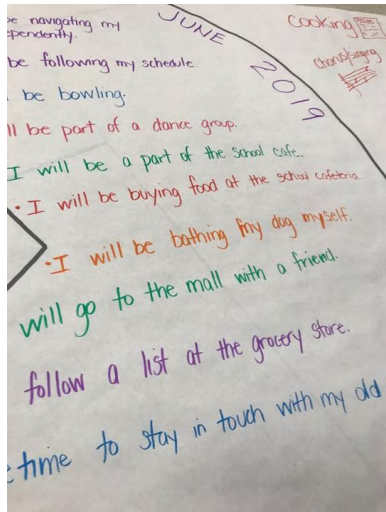 be navigating my
ependently.
be following my schedule.
be bowling.
ll be part of a dance group.
I will be a part of the school cafe.
• I will be buying food at the school cafeteria
• I will be bathing my dog myself.
will go to the mall with a friend.
follow a list at the grocery store.
time to stay in touch with my old
JUNE
2019
Cooking
chorus/singing